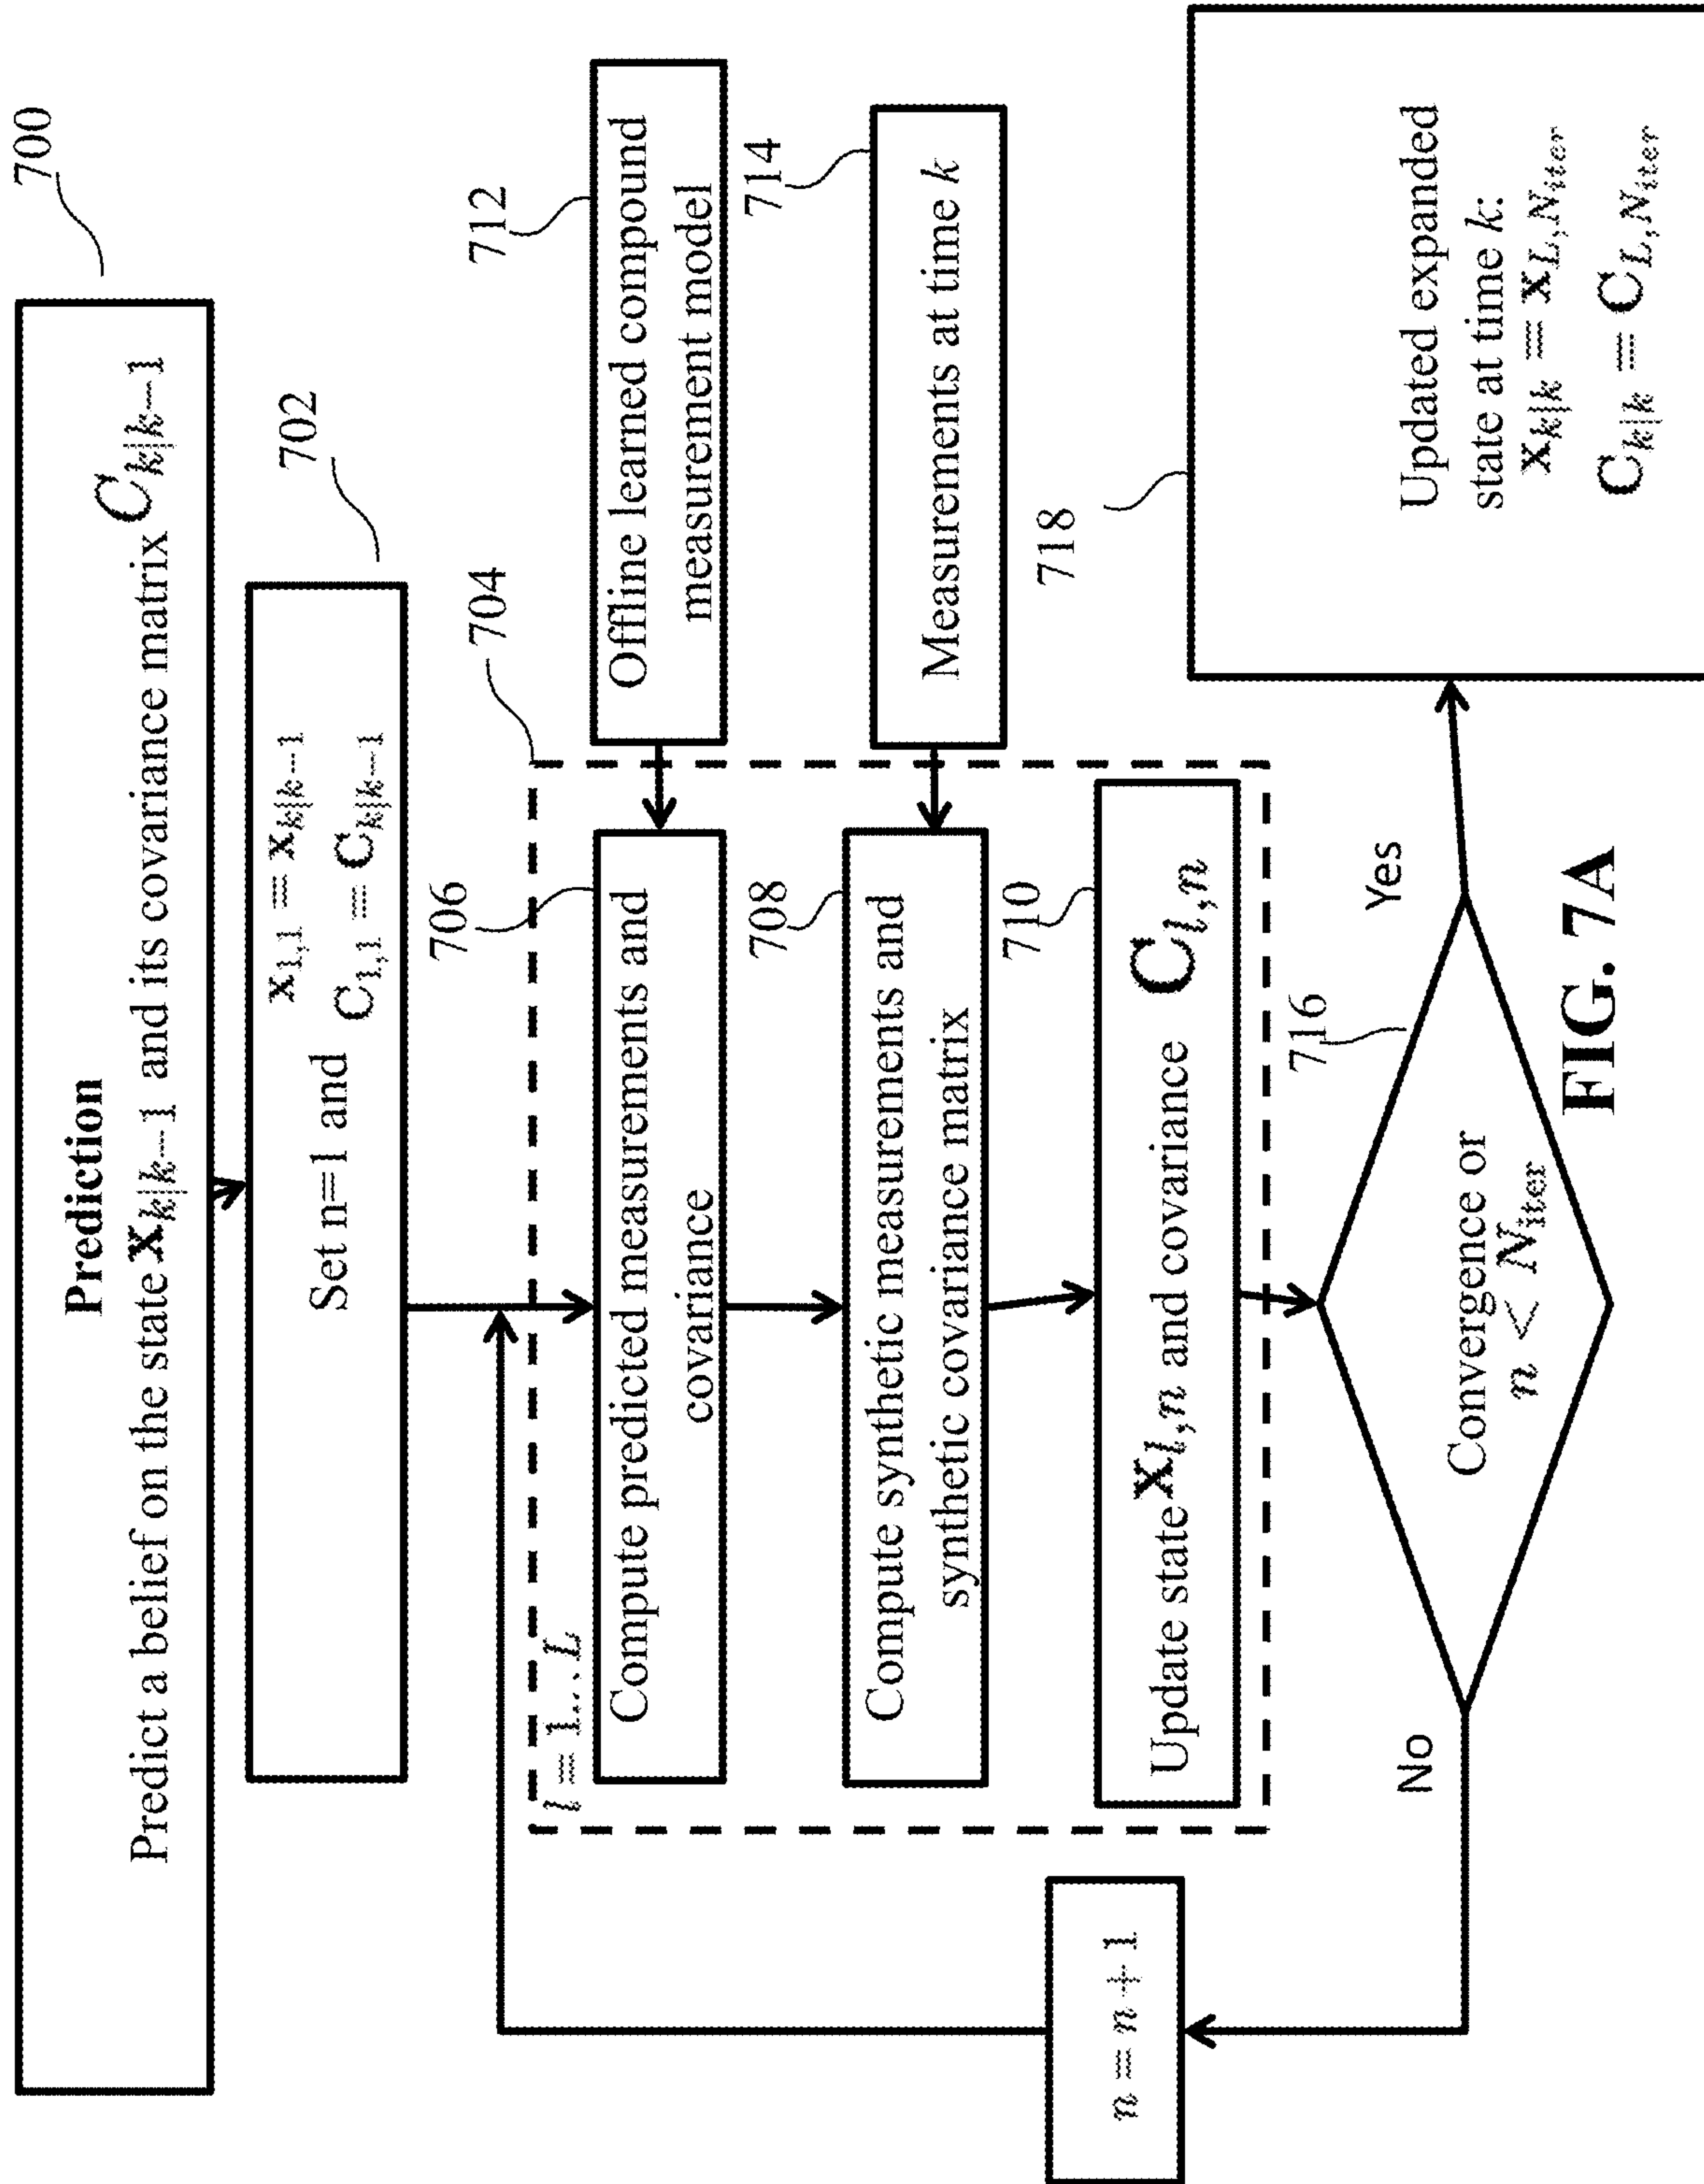 Prediction
700
Predict a belief on the state 𝐱ₖ|ₖ₋₁ and its covariance matrix Cₖ|ₖ₋₁
702
Set n=1 and
x_{1,1} = x_{k|k-1}
C_{1,1} = C_{k|k-1}
704
l = 1...L
706
Compute predicted measurements and
covariance
712
Offline learned compound
measurement model
708
Compute synthetic measurements and
synthetic covariance matrix
714
Measurements at time k
710
Update state x_{l,n} and covariance C_{l,n}
n = n + 1
716
Convergence or
n < N_{iter}
No
Yes
718
Updated expanded
state at time k:
x_{k|k} = x_{L,N_{iter}}
C_{k|k} = C_{L,N_{iter}}
FIG. 7A